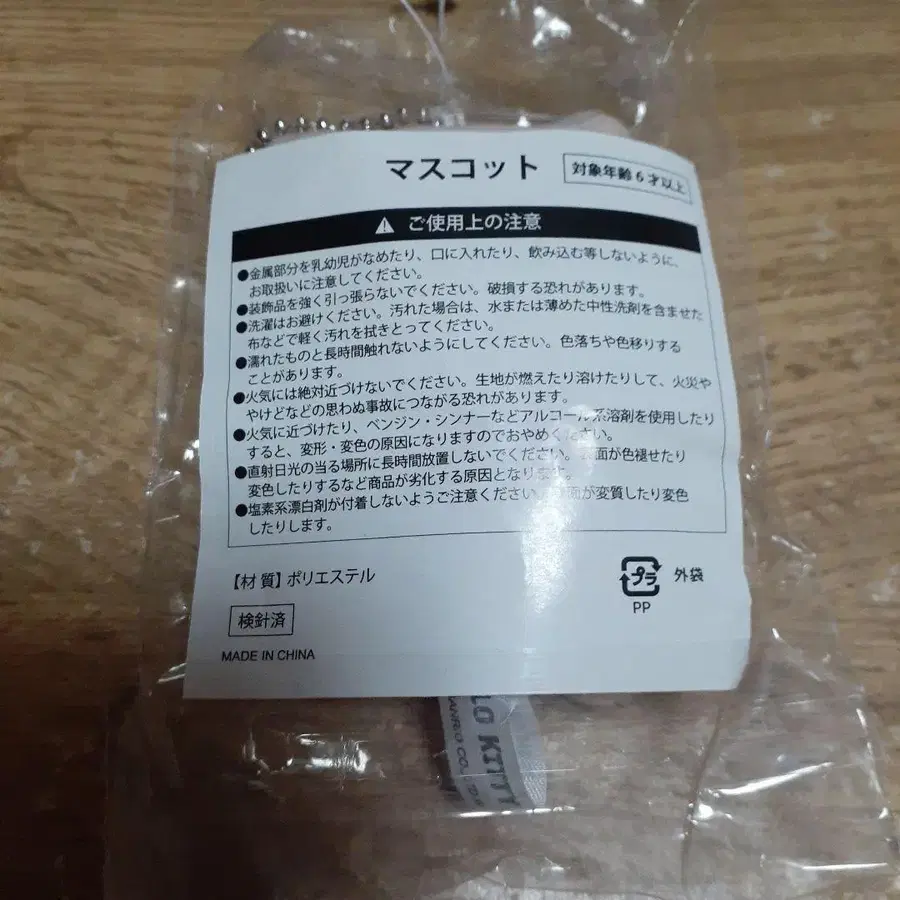 マスコット
対象年齢6才以上
ご使用上の注意
●金属部分を乳幼児がなめたり、口に入れたり、飲み込む等しないように、
お取扱いに注意してください。
●装飾品を強く引っ張らないでください。破損する恐れがあります。
●洗濯はお避けください。汚れた場合は、水または薄めた中性洗剤を含ませた
布などで軽く汚れを拭きとってください。
●濡れたものと長時間触れないようにしてください。色落ちや色移りする
ことがあります。
●火気には絶対近づけないでください。生地が燃えたり溶けたりして、火災や
やけどなどの思わぬ事故につながる恐れがあります。
●火気に近づけたり、ベンジン・シンナーなどアルコール系溶剤を使用したり
すると、変形・変色の原因になりますのでおやめください。
●直射日光の当る場所に長時間放置しないでください。面が色褪せたり
変色したりするなど商品が劣化する原因となります。
●塩素系漂白剤が付着しないようご注意ください 面が変質したり変色
したりします。
【材質】ポリエステル
プラ
外袋
PP
検針済
MADE IN CHINA
LO KITTY
ANRIO CO.,